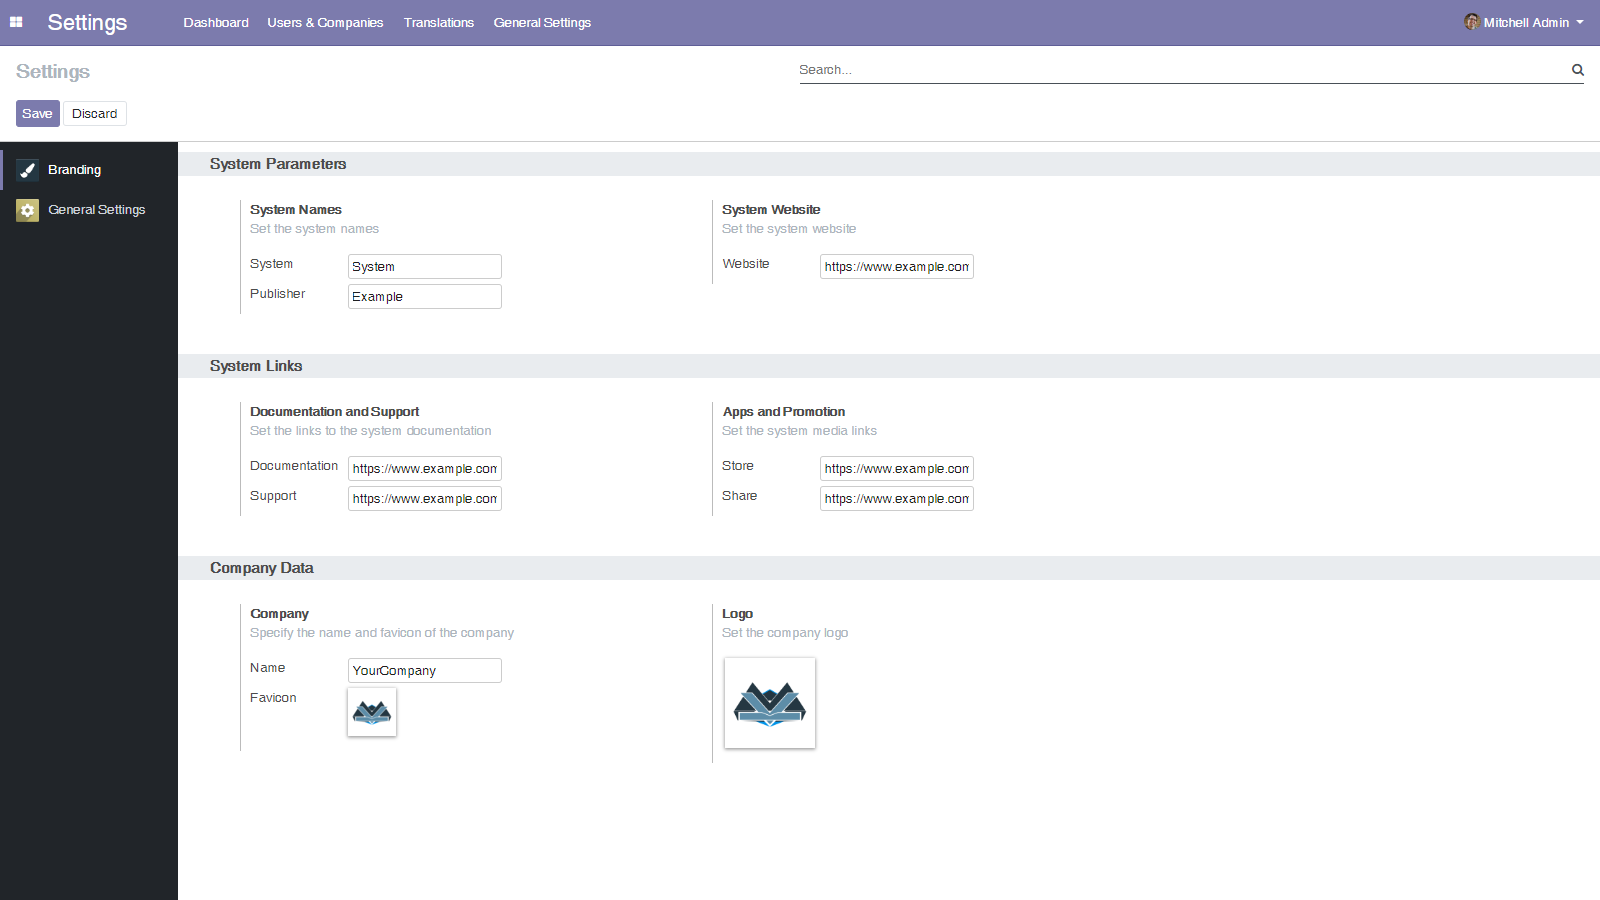 Settings Dashboard Users & Companies Translations General Settings Mitchell Admin
Settings Search...
Save Discard
Branding
General Settings
System Parameters
System Names
Set the system names
System System
Publisher Example
System Website
Set the system website
Website https://www.example.com
System Links
Documentation and Support
Set the links to the system documentation
Documentation https://www.example.com
Support https://www.example.com
Apps and Promotion
Set the system media links
Store https://www.example.com
Share https://www.example.com
Company Data
Company
Specify the name and favicon of the company
Name YourCompany
Favicon
Logo
Set the company logo